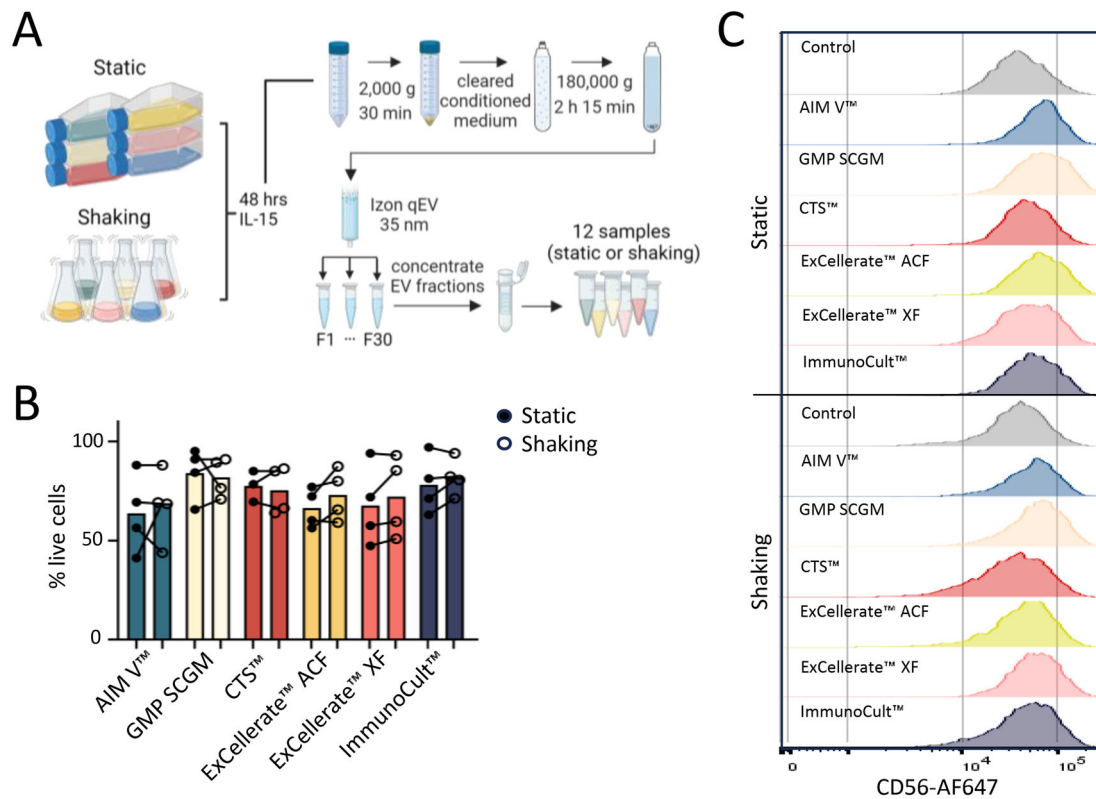 A
Static
Shaking
48 hrs
IL-15
2,000 g
30 min
cleared
conditioned
medium
180,000 g
2 h 15 min
Izon qEV
35 nm
F1 ... F30
concentrate
EV fractions
12 samples
(static or shaking)
B
Static
Shaking
% live cells
100
50
0
AIM V™
GMP SCGM
CTS™
ExCellerate™ ACF
ExCellerate™ XF
ImmunoCult™
C
Static
Control
AIM V™
GMP SCGM
CTS™
ExCellerate™ ACF
ExCellerate™ XF
ImmunoCult™
Shaking
Control
AIM V™
GMP SCGM
CTS™
ExCellerate™ ACF
ExCellerate™ XF
ImmunoCult™
0 10⁴ 10⁵
CD56-AF647